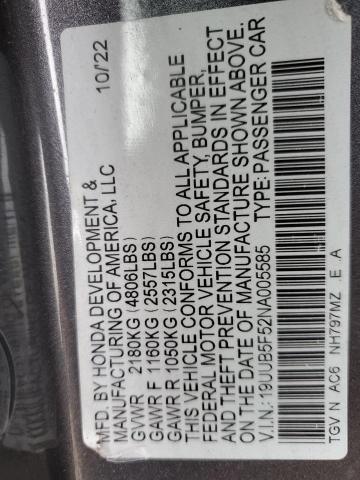 MFD. BY HONDA DEVELOPMENT & 10/22
MANUFACTURING OF AMERICA, LLC
GVWR 2180KG (4806LBS)
GAWR F 1160KG (2557LBS)
GAWR R 1050KG (2315LBS)
THIS VEHICLE CONFORMS TO ALL APPLICABLE
FEDERAL MOTOR VEHICLE SAFETY, BUMPER,
AND THEFT PREVENTION STANDARDS IN EFFECT
ON THE DATE OF MANUFACTURE SHOWN ABOVE.
V.I.N.: 19UUB5F52NA005585 TYPE: PASSENGER CAR
TGV N AC6 NH797MZ .E .A